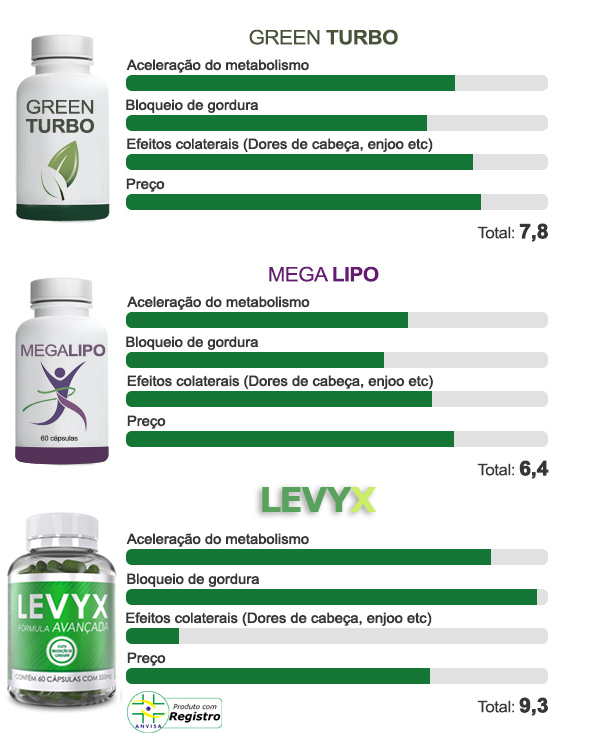 GREEN TURBO
Aceleração do metabolismo
GREEN
TURBO
Bloqueio de gordura
Efeitos colaterais (Dores de cabeça, enjoo etc)
Preço
Total: 7,8
MEGA LIPO
Aceleração do metabolismo
Bloqueio de gordura
MEGALIPO
Efeitos colaterais (Dores de cabeça, enjoo etc)
Preço
60 cápsulas
Total: 6,4
LEVYX
Aceleração do metabolismo
Bloqueio de gordura
LEVYX
FÓRMULA AVANÇADA
Efeitos colaterais (Dores de cabeça, enjoo etc)
Preço
CONTÊM 60 CÁPSULAS COM 555mg
Produto com
Registro
ANVISA
Total: 9,3